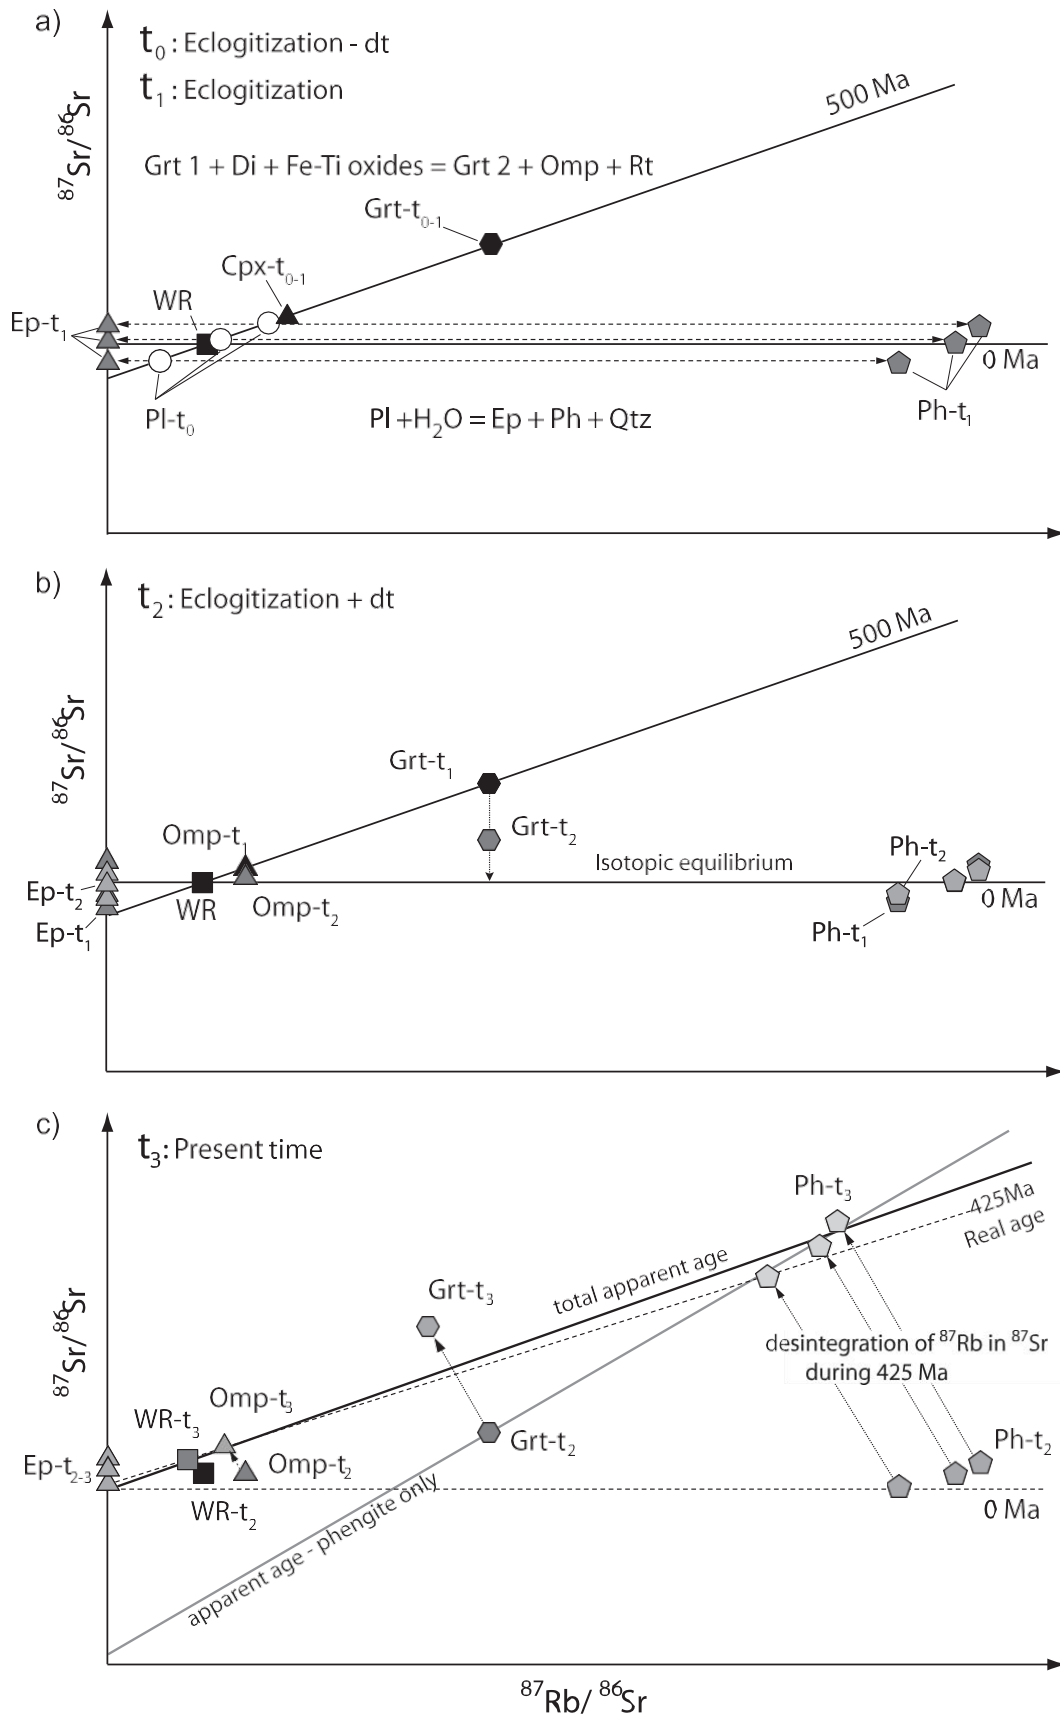 a)
t₀: Eclogitization - dt
t₁: Eclogitization
500 Ma
⁸⁷Sr/⁸⁶Sr
Grt 1 + Di + Fe-Ti oxides = Grt 2 + Omp + Rt
Grt-t₀₋₁
Cpx-t₀₋₁
WR
Ep-t₁
0 Ma
Pl-t₀
Pl+H₂O = Ep + Ph + Qtz
Ph-t₁
b)
t₂: Eclogitization + dt
500 Ma
⁸⁷Sr/⁸⁶Sr
Grt-t₁
Grt-t₂
Omp-t₁
Isotopic equilibrium
Ph-t₂
Ep-t₂
WR
Omp-t₂
0 Ma
Ep-t₁
Ph-t₁
c)
t₃: Present time
Ph-t₃
425Ma
Real age
total apparent age
Grt-t₃
⁸⁷Sr/⁸⁶Sr
desintegration of ⁸⁷Rb in ⁸⁷Sr
during 425 Ma
Omp-t₃
WR-t₃
Grt-t₂
Ph-t₂
Ep-t₂₋₃
Omp-t₂
WR-t₂
0 Ma
apparent age - phengite only
⁸⁷Rb/ ⁸⁶Sr